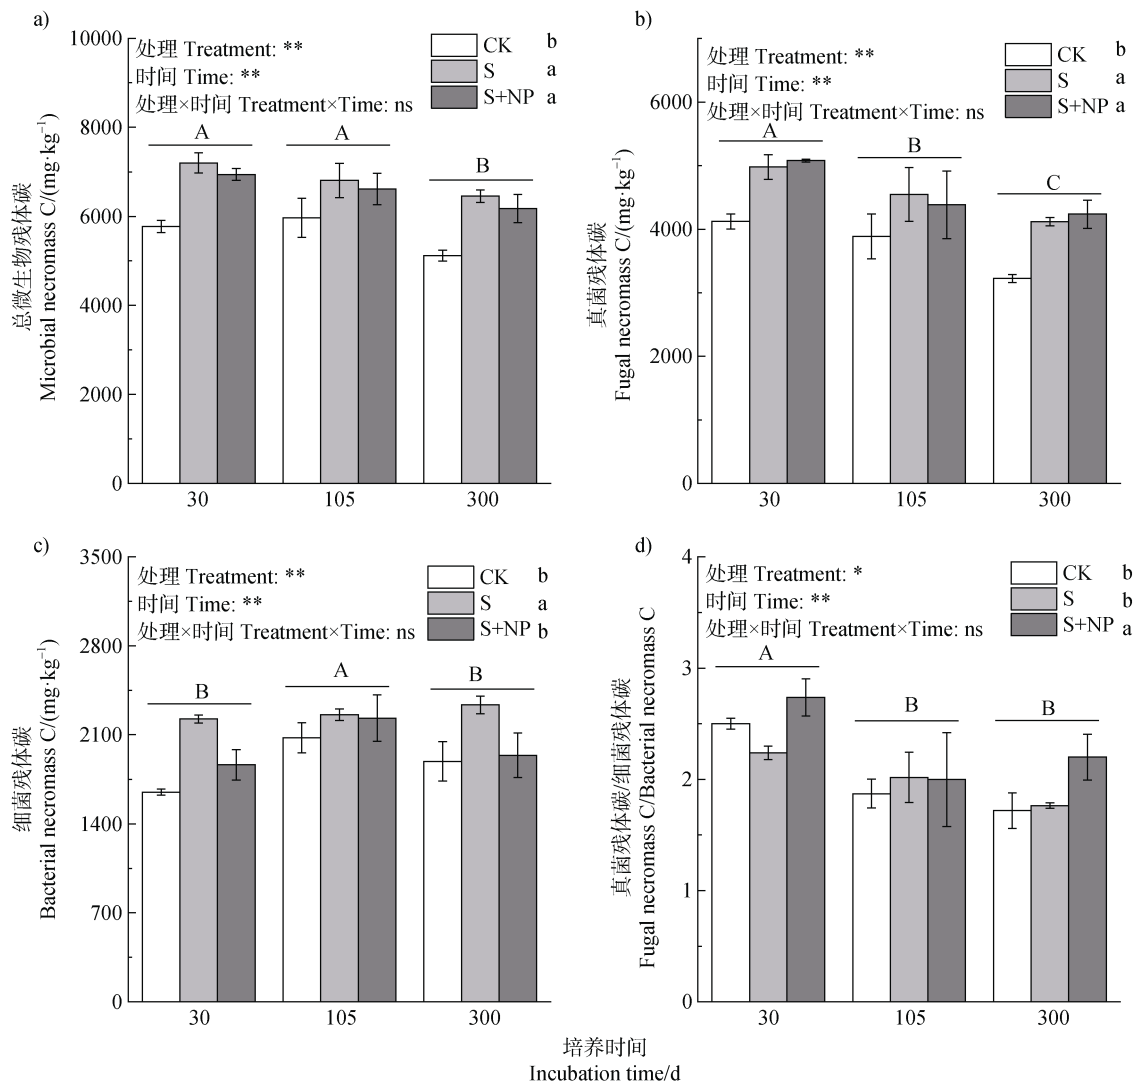 a)
10000
8000
6000
4000
2000
0
总微生物残体碳
Microbial necromass C/(mg·kg⁻¹)
处理 Treatment: **
时间 Time: **
处理×时间 Treatment×Time: ns
CK b
S a
S+NP a
A
A
B
30 105 300
b)
6000
4000
2000
0
真菌残体碳
Fugal necromass C/(mg·kg⁻¹)
处理 Treatment: **
时间 Time: **
处理×时间 Treatment×Time: ns
CK b
S a
S+NP a
A
B
C
30 105 300
c)
3500
2800
2100
1400
700
0
细菌残体碳
Bacterial necromass C/(mg·kg⁻¹)
处理 Treatment: **
时间 Time: **
处理×时间 Treatment×Time: ns
CK b
S a
S+NP b
B
A
B
30 105 300
d)
4
3
2
1
0
真菌残体碳/细菌残体碳
Fugal necromass C/Bacterial necromass C
处理 Treatment: *
时间 Time: **
处理×时间 Treatment×Time: ns
CK b
S b
S+NP a
A
B
B
30 105 300
培养时间
Incubation time/d